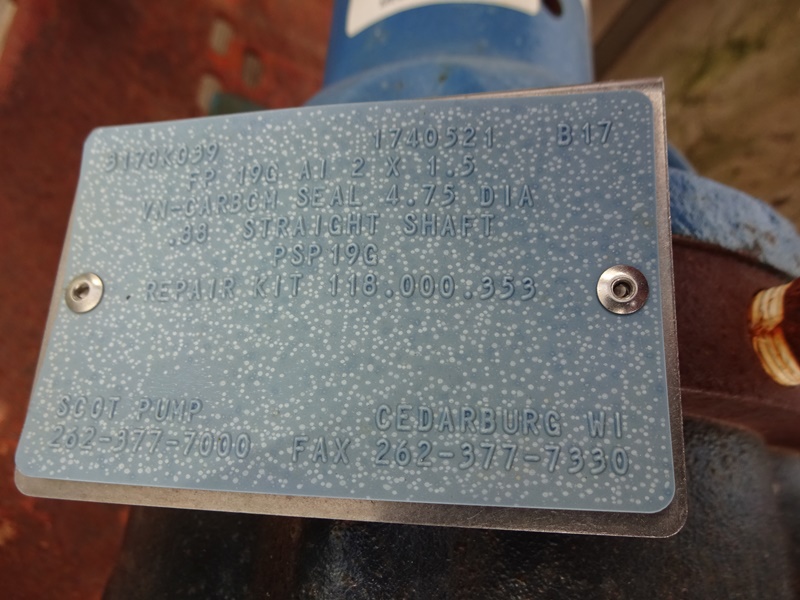 3170K039 1740521 B17
FP 19G AI 2 X 1.5
VN-CARBON SEAL 4.75 DIA
.88 STRAIGHT SHAFT
PSP19G
REPAIR KIT 118.000.353
SCOT PUMP CEDARBURG WI
262-377-7000 FAX 262-377-7330